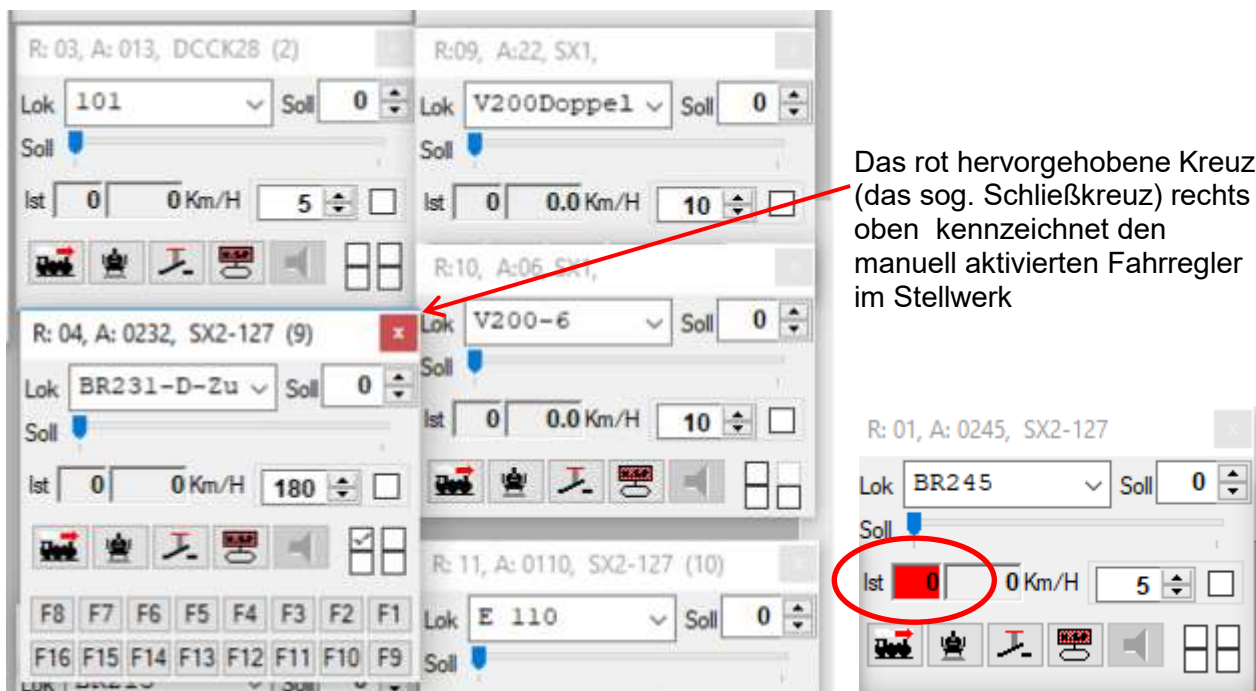 R: 03, A: 013, DCCK28 (2)
Lok 101 Soll 0
Soll
Ist 0 0 Km/H 5
R:09, A:22, SX1,
Lok V200Doppel Soll 0
Soll
Ist 0 0.0 Km/H 10
Das rot hervorgehobene Kreuz
(das sog. Schließkreuz) rechts
oben kennzeichnet den
manuell aktivierten Fahrregler
im Stellwerk
R: 04, A: 0232, SX2-127 (9)
Lok BR231-D-Zu Soll 0
Soll
Ist 0 0 Km/H 180
F8 F7 F6 F5 F4 F3 F2 F1
F16 F15 F14 F13 F12 F11 F10 F9
R:10, A:06, SX1,
Lok V200-6 Soll 0
Soll
Ist 0 0.0 Km/H 10
R: 11, A: 0110, SX2-127 (10)
Lok E 110 Soll 0
Soll
R: 01, A: 0245, SX2-127
Lok BR245 Soll 0
Soll
Ist 0 0 Km/H 5